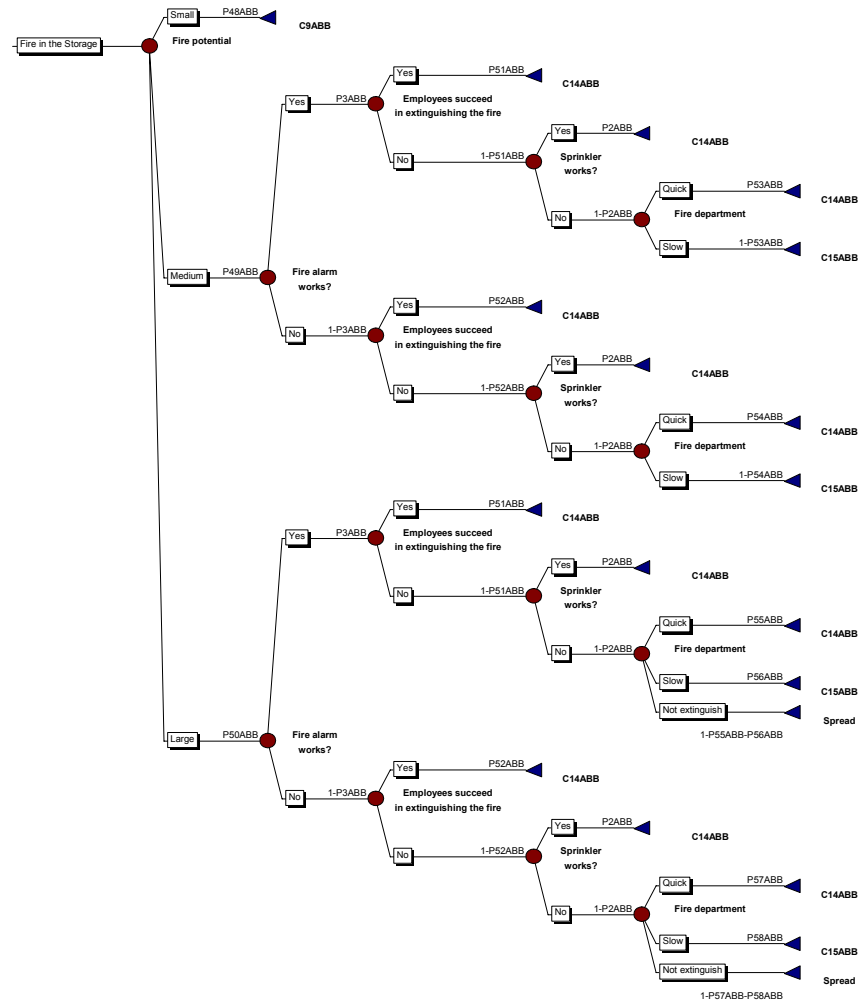 Small
P48ABB
C9ABB
Fire in the Storage
Fire potential
Yes
P51ABB
C14ABB
Yes
P3ABB
Employees succeed
in extinguishing the fire
Yes
P2ABB
C14ABB
No
1-P51ABB
Sprinkler
works?
Quick
P53ABB
C14ABB
No
1-P2ABB
Fire department
Slow
1-P53ABB
C15ABB
Medium
P49ABB
Fire alarm
works?
Yes
P52ABB
C14ABB
No
1-P3ABB
Employees succeed
in extinguishing the fire
Yes
P2ABB
C14ABB
No
1-P52ABB
Sprinkler
works?
Quick
P54ABB
C14ABB
No
1-P2ABB
Fire department
Slow
1-P54ABB
C15ABB
Yes
P51ABB
C14ABB
Yes
P3ABB
Employees succeed
in extinguishing the fire
Yes
P2ABB
C14ABB
No
1-P51ABB
Sprinkler
works?
Quick
P55ABB
C14ABB
No
1-P2ABB
Fire department
Slow
P56ABB
C15ABB
Not extinguish
Spread
1-P55ABB-P56ABB
Large
P50ABB
Fire alarm
works?
Yes
P52ABB
C14ABB
No
1-P3ABB
Employees succeed
in extinguishing the fire
Yes
P2ABB
C14ABB
No
1-P52ABB
Sprinkler
works?
Quick
P57ABB
C14ABB
No
1-P2ABB
Fire department
Slow
P58ABB
C15ABB
Not extinguish
Spread
1-P57ABB-P58ABB